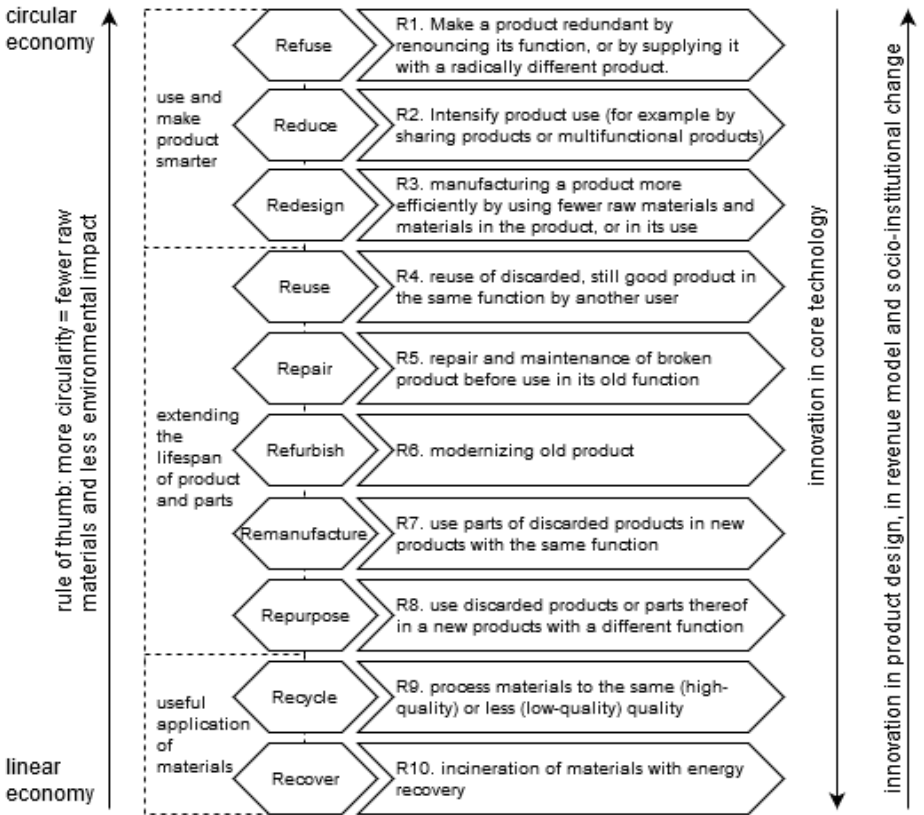 circular
economy
rule of thumb: more circularity = fewer raw
materials and less environmental impact
linear
economy
use and
make
product
smarter
Refuse
R1. Make a product redundant by
renouncing its function, or by supplying it
with a radically different product.
Reduce
R2. Intensify product use (for example by
sharing products or multifunctional products)
Redesign
R3. manufacturing a product more
efficiently by using fewer raw materials and
materials in the product, or in its use
extending
the
lifespan
of product
and parts
Reuse
R4. reuse of discarded, still good product in
the same function by another user
Repair
R5. repair and maintenance of broken
product before use in its old function
Refurbish
R6. modernizing old product
Remanufacture
R7. use parts of discarded products in new
products with the same function
Repurpose
R8. use discarded products or parts thereof
in a new products with a different function
useful
application
of
materials
Recycle
R9. process materials to the same (high-
quality) or less (low-quality) quality
Recover
R10. incineration of materials with energy
recovery
innovation in core technology
innovation in product design, in revenue model and socio-institutional change